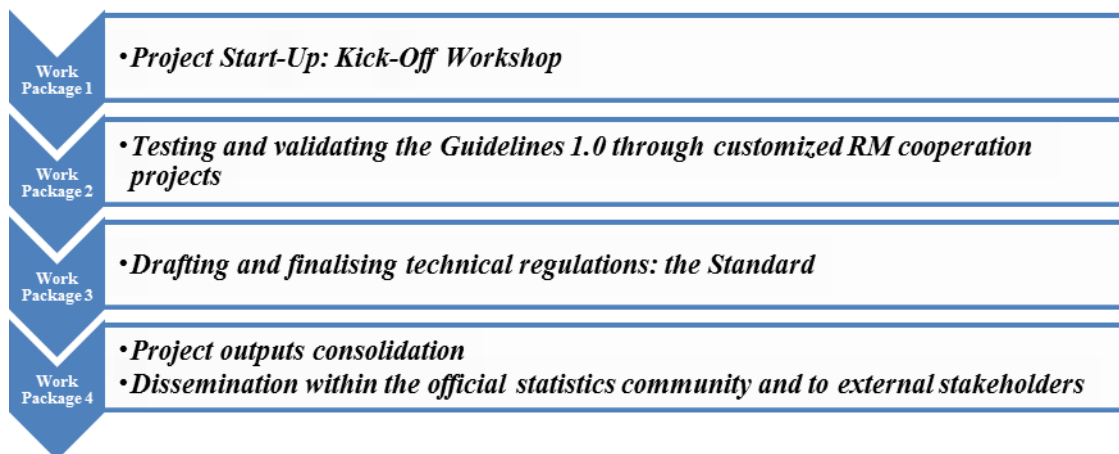 Work
Package 1
•Project Start-Up: Kick-Off Workshop
Work
Package 2
•Testing and validating the Guidelines 1.0 through customized RM cooperation
projects
Work
Package 3
•Drafting and finalising technical regulations: the Standard
Work
Package 4
•Project outputs consolidation
•Dissemination within the official statistics community and to external stakeholders